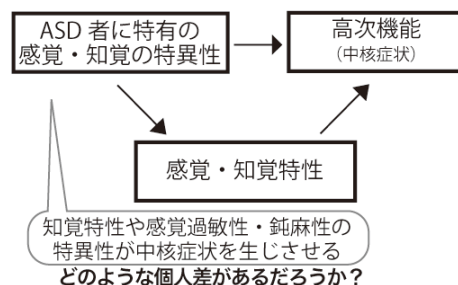 ASD 者に特有の
感覚・知覚の特異性
高次機能
(中核症状)
感覚・知覚特性
知覚特性や感覚過敏性・鈍麻性の
特異性が中核症状を生じさせる
どのような個人差があるだろうか？